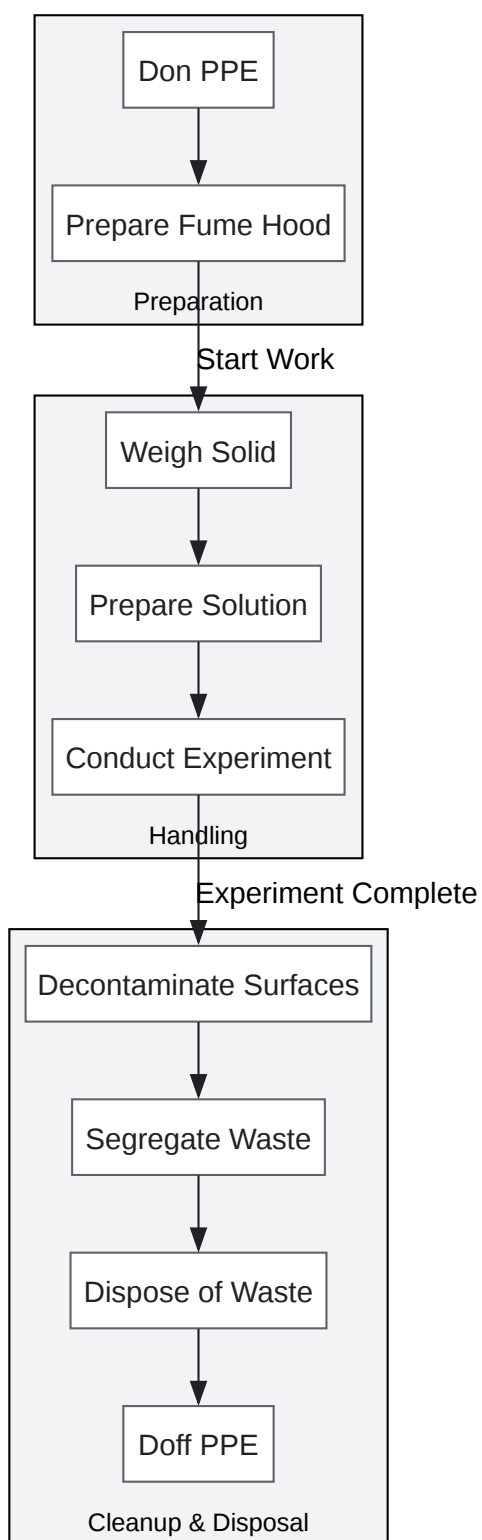 Don PPE
Prepare Fume Hood
Preparation
Start Work
Weigh Solid
Prepare Solution
Conduct Experiment
Handling
Experiment Complete
Decontaminate Surfaces
Segregate Waste
Dispose of Waste
Doff PPE
Cleanup & Disposal